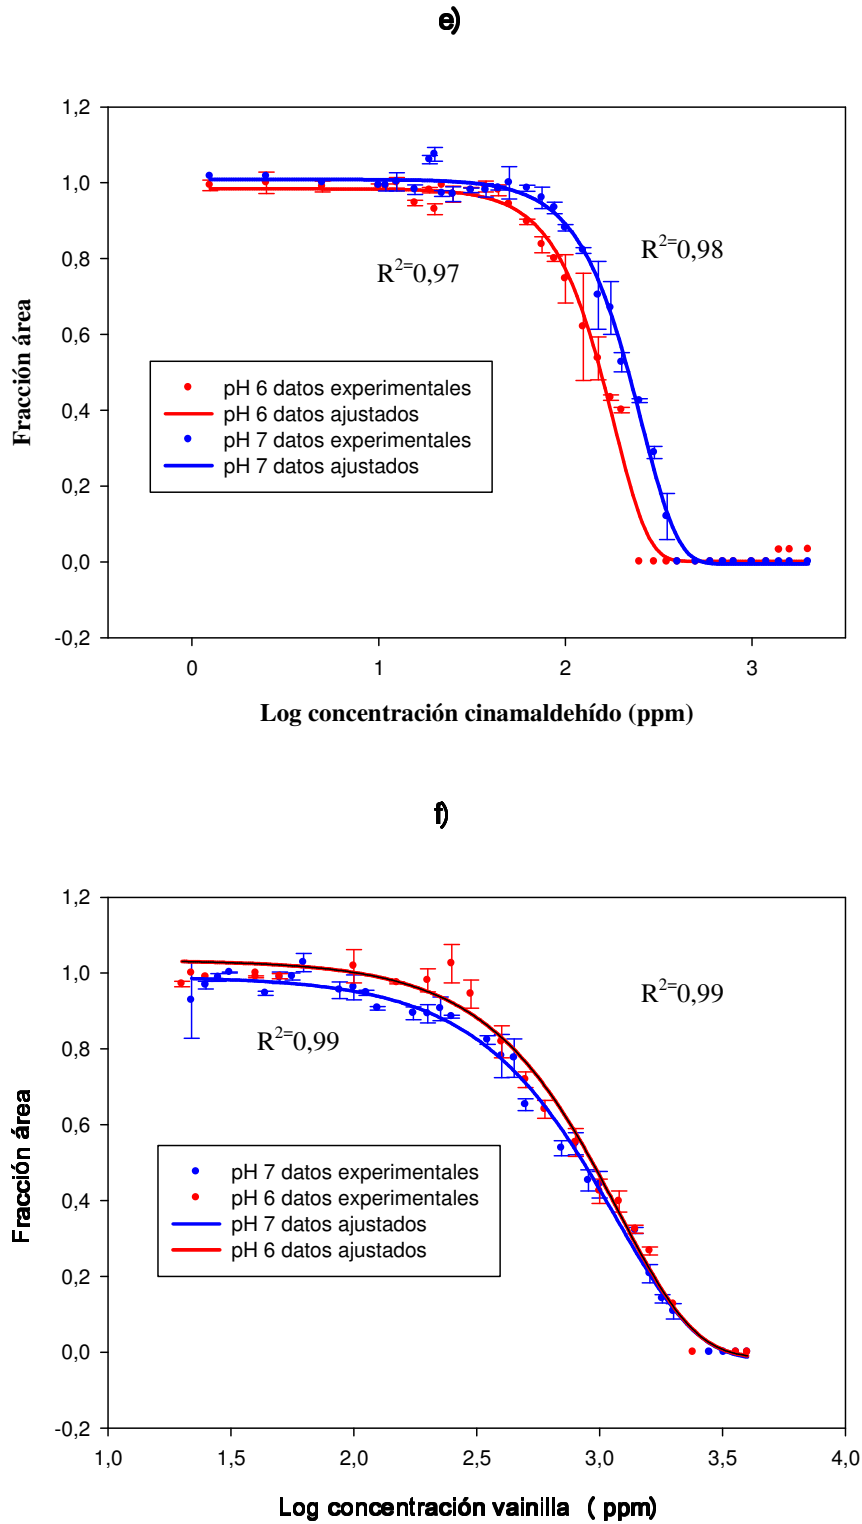 e)
1,2
1,0
0,8
0,6
0,4
0,2
0,0
-0,2
Fracción área
R²⁼0,97
R²⁼0,98
pH 6 datos experimentales
pH 6 datos ajustados
pH 7 datos experimentales
pH 7 datos ajustados
0 1 2 3
Log concentración cinamaldehído (ppm)
f)
1,2
1,0
0,8
0,6
0,4
0,2
0,0
-0,2
Fracción área
R²⁼0,99
R²⁼0,99
pH 7 datos experimentales
pH 6 datos experimentales
pH 7 datos ajustados
pH 6 datos ajustados
1,0 1,5 2,0 2,5 3,0 3,5 4,0
Log concentración vainilla ( ppm)